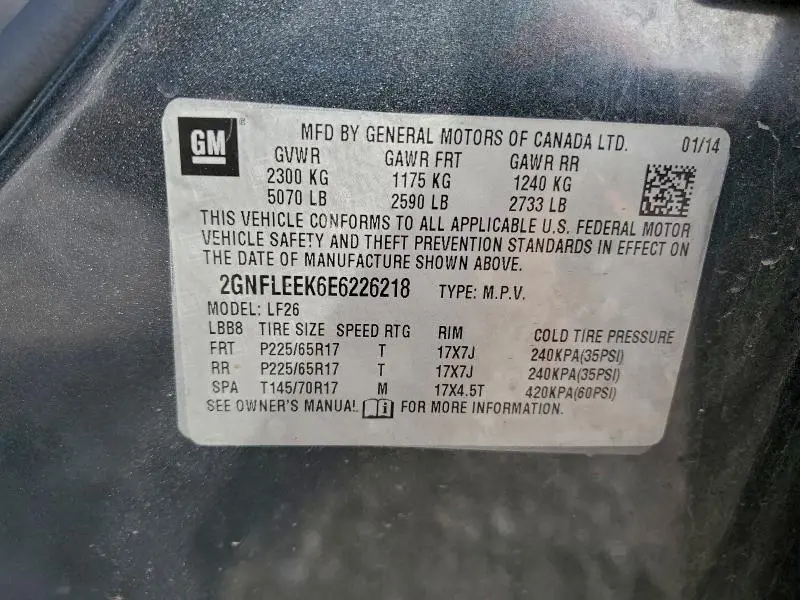 GM ® MFD BY GENERAL MOTORS OF CANADA LTD. 01/14
GVWR GAWR FRT GAWR RR
2300 KG 1175 KG 1240 KG
5070 LB 2590 LB 2733 LB
THIS VEHICLE CONFORMS TO ALL APPLICABLE U.S. FEDERAL MOTOR
VEHICLE SAFETY AND THEFT PREVENTION STANDARDS IN EFFECT ON
THE DATE OF MANUFACTURE SHOWN ABOVE.
2GNFLEEK6E6226218 TYPE: M.P.V.
MODEL: LF26
LBB8 TIRE SIZE SPEED RTG RIM COLD TIRE PRESSURE
FRT P225/65R17 T 17X7J 240KPA(35PSI)
RR P225/65R17 T 17X7J 240KPA(35PSI)
SPA T145/70R17 M 17X4.5T 420KPA(60PSI)
SEE OWNER'S MANUAL i FOR MORE INFORMATION.